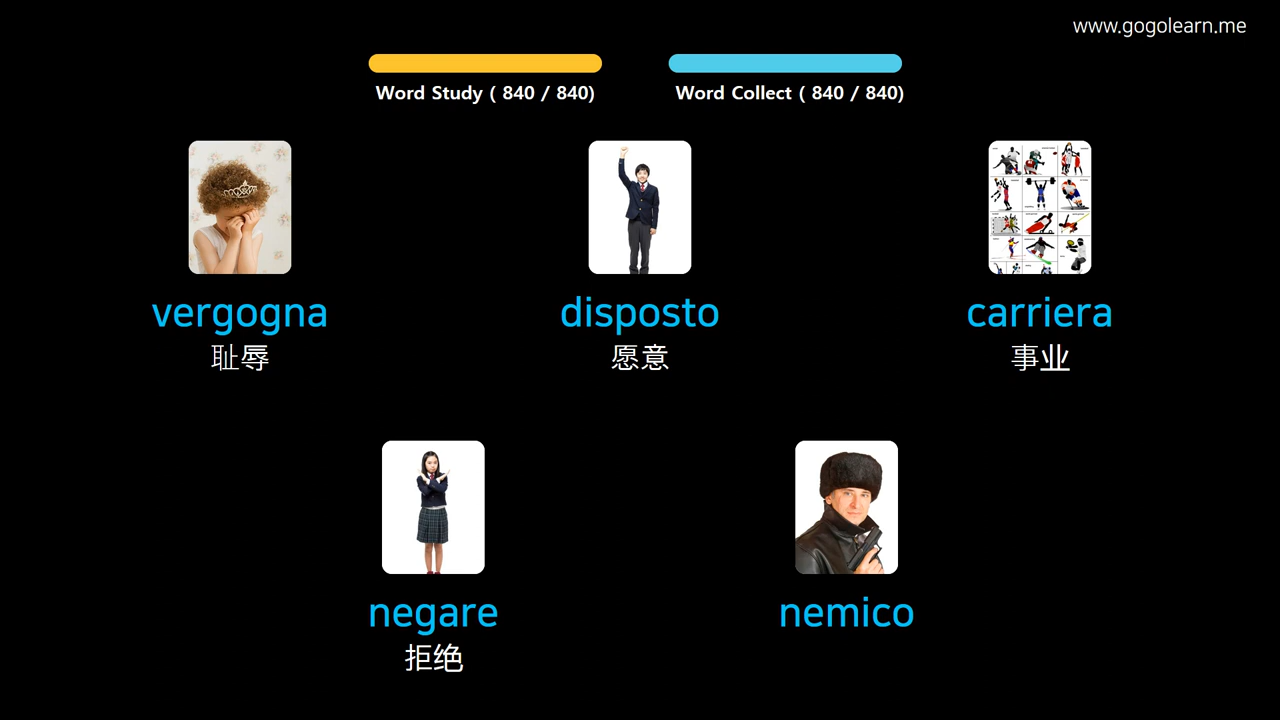 www.gogolearn.me
Word Study ( 840 / 840)
Word Collect ( 840 / 840)
vergogna
耻辱
disposto
愿意
carriera
事业
negare
拒绝
nemico